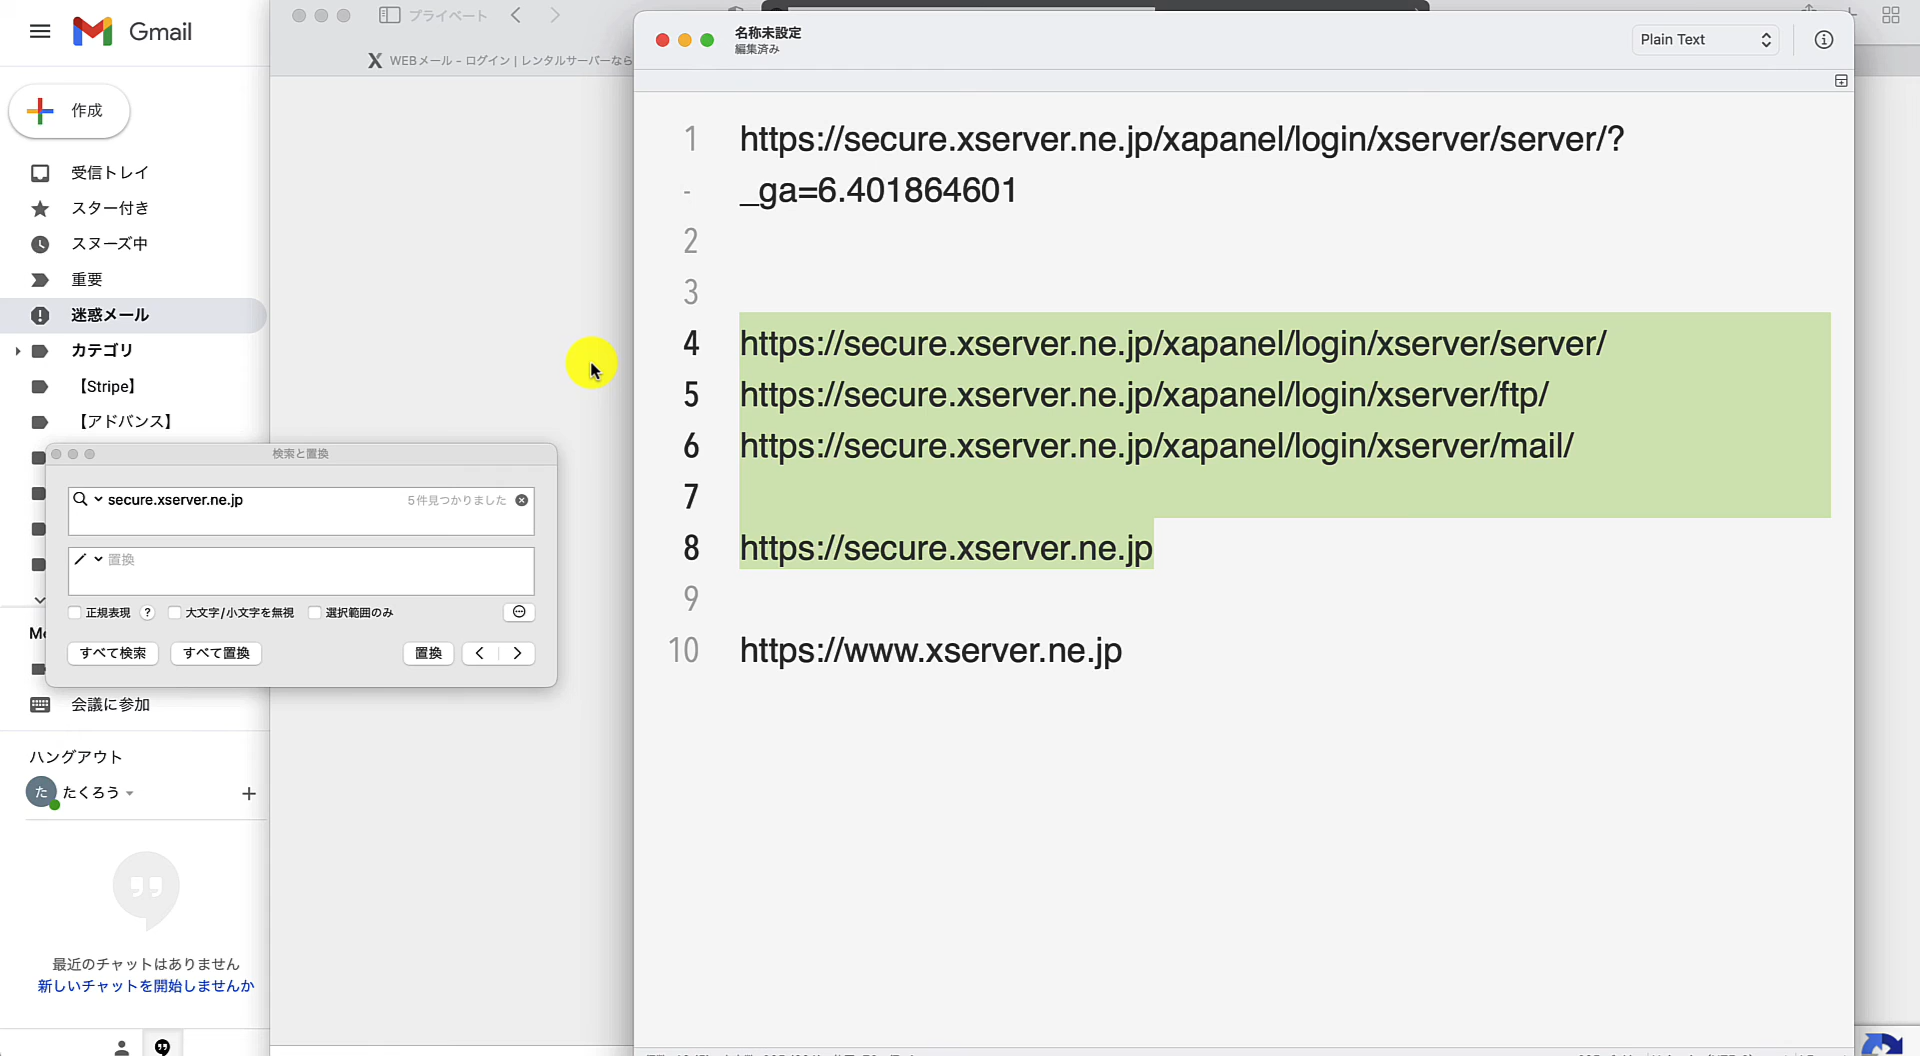 Gmail
作成
受信トレイ
スター付き
スヌーズ中
重要
迷惑メール
カテゴリ
【Stripe】
【アドバンス】
会議に参加
ハンガアウト
た たくろう
最近のチャットはありません
新しいチャットを開始しませんか
プライベート
WEBメール - ログイン | レンタルサーバーなら
検索と置換
secure.xserver.ne.jp
5件見つかりました
置換
正規表現 ? 大文字/小文字を無視 選択範囲のみ
すべて検索 すべて置換 置換 < >
名称未設定
編集済み
Plain Text
1 https://secure.xserver.ne.jp/xapanel/login/xserver/server/?
- _ga=6.401864601
2
3
4 https://secure.xserver.ne.jp/xapanel/login/xserver/server/
5 https://secure.xserver.ne.jp/xapanel/login/xserver/ftp/
6 https://secure.xserver.ne.jp/xapanel/login/xserver/mail/
7
8 https://secure.xserver.ne.jp
9
10 https://www.xserver.ne.jp